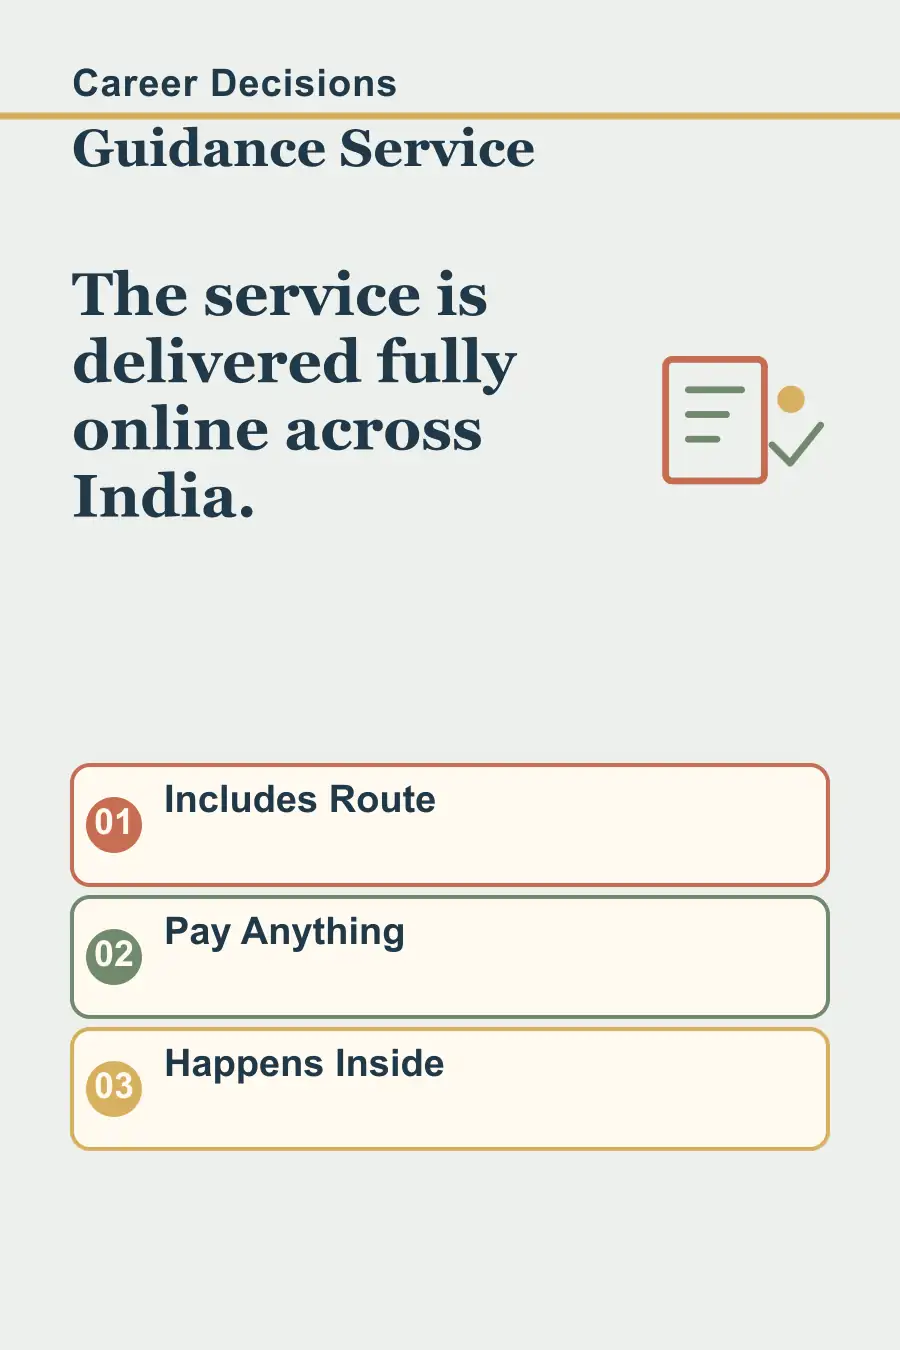 Career Decisions
Guidance Service
The service is
delivered fully
online across
India.
01
Includes Route
02
Pay Anything
03
Happens Inside